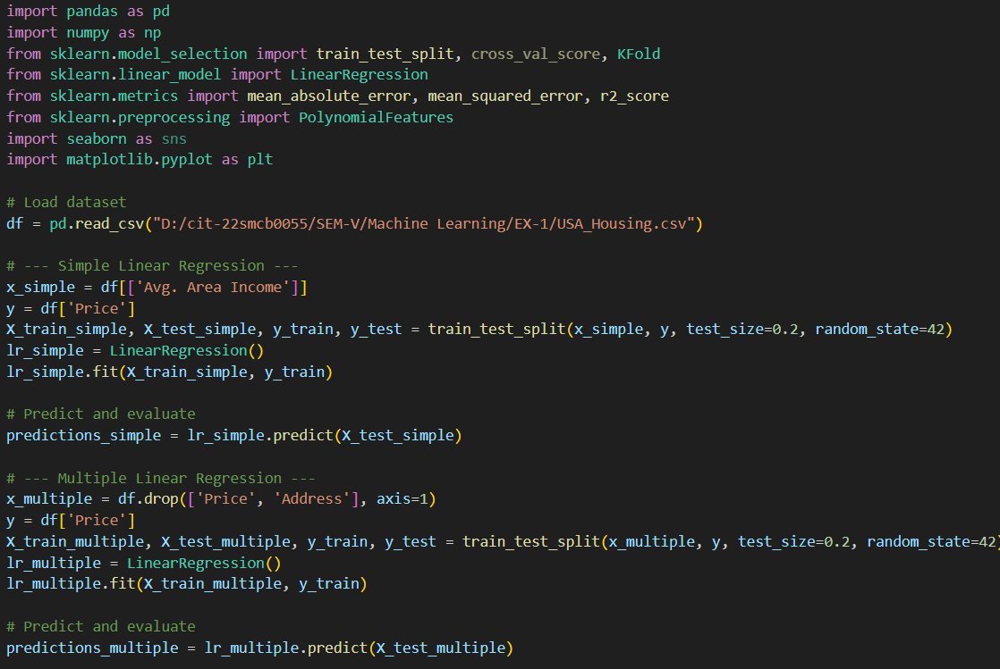 import pandas as pd
import numpy as np
from sklearn.model_selection import train_test_split, cross_val_score, KFold
from sklearn.linear_model import LinearRegression
from sklearn.metrics import mean_absolute_error, mean_squared_error, r2_score
from sklearn.preprocessing import PolynomialFeatures
import seaborn as sns
import matplotlib.pyplot as plt
# Load dataset
df = pd.read_csv("D:/cit-22smcb0055/SEM-V/Machine Learning/EX-1/USA_Housing.csv")
# --- Simple Linear Regression ---
x_simple = df[['Avg. Area Income']]
y = df['Price']
X_train_simple, X_test_simple, y_train, y_test = train_test_split(x_simple, y, test_size=0.2, random_state=42)
lr_simple = LinearRegression()
lr_simple.fit(X_train_simple, y_train)
# Predict and evaluate
predictions_simple = lr_simple.predict(X_test_simple)
# --- Multiple Linear Regression ---
x_multiple = df.drop(['Price', 'Address'], axis=1)
y = df['Price']
X_train_multiple, X_test_multiple, y_train, y_test = train_test_split(x_multiple, y, test_size=0.2, random_state=42)
lr_multiple = LinearRegression()
lr_multiple.fit(X_train_multiple, y_train)
# Predict and evaluate
predictions_multiple = lr_multiple.predict(X_test_multiple)